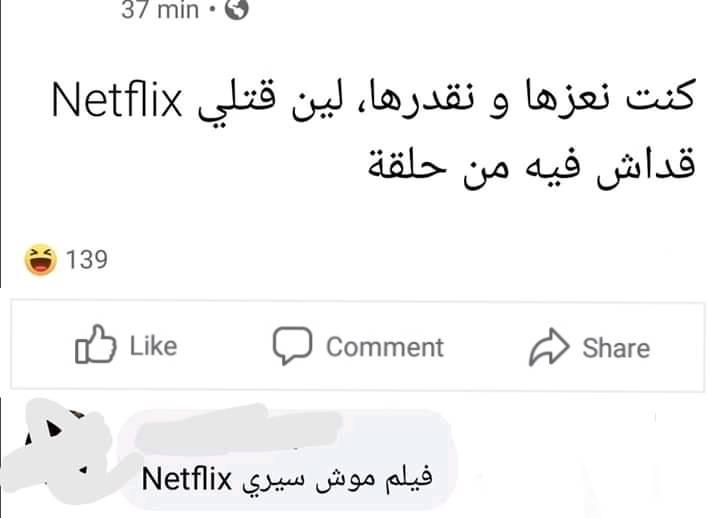 37 min
كنت نعزها و نقدرها، لين قتلي Netflix
قداش فيه من حلقة
139
Like Comment Share
فيلم موش سيري Netflix